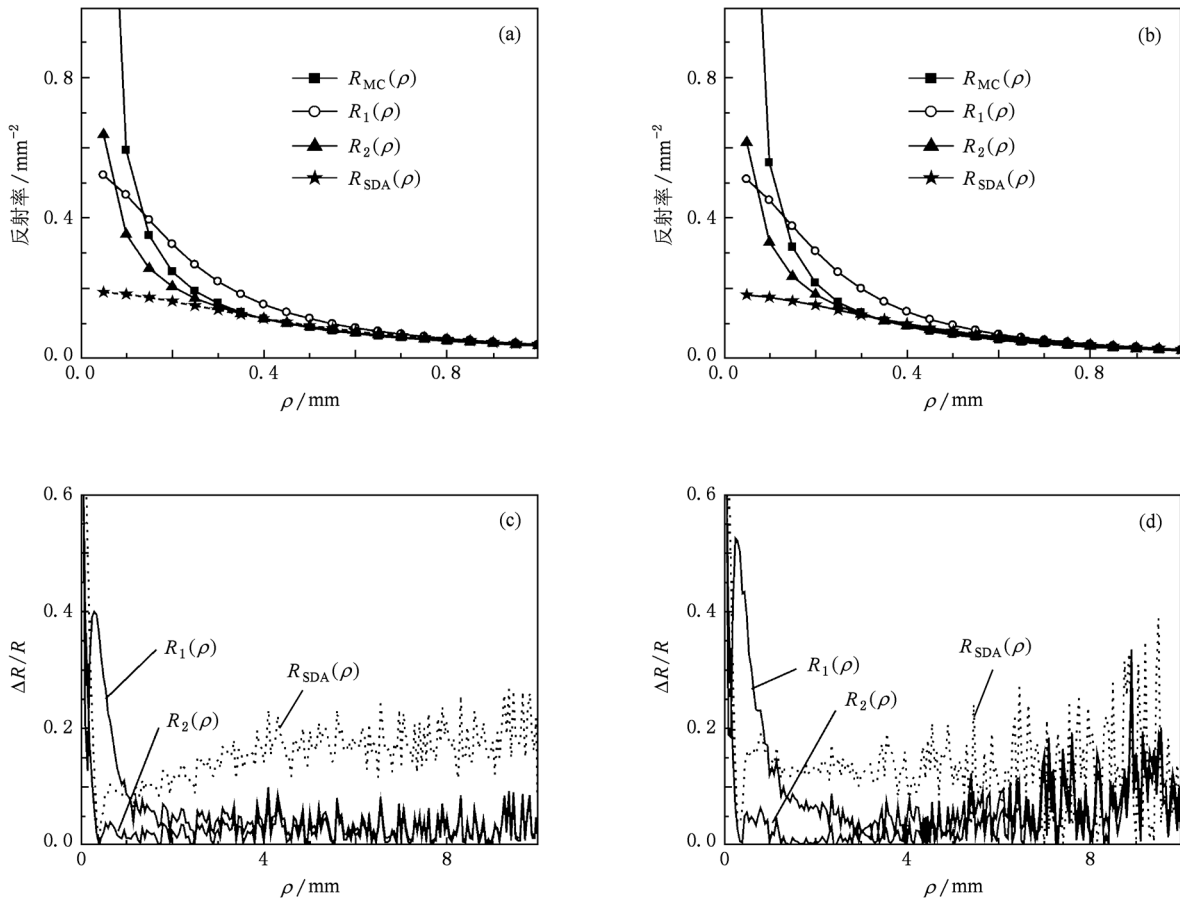 (a)
R_MC(ρ)
R_1(ρ)
R_2(ρ)
R_SDA(ρ)
反射率/mm⁻²
0.8
0.4
0.0
0.0 0.4 0.8
ρ/mm
(b)
R_MC(ρ)
R_1(ρ)
R_2(ρ)
R_SDA(ρ)
反射率/mm⁻²
0.8
0.4
0.0
0.0 0.4 0.8
ρ/mm
(c)
ΔR/R
0.6
0.4
0.2
0.0
R_1(ρ)
R_SDA(ρ)
R_2(ρ)
0 4 8
ρ/mm
(d)
ΔR/R
0.6
0.4
0.2
0.0
R_SDA(ρ)
R_1(ρ)
R_2(ρ)
0 4 8
ρ/mm